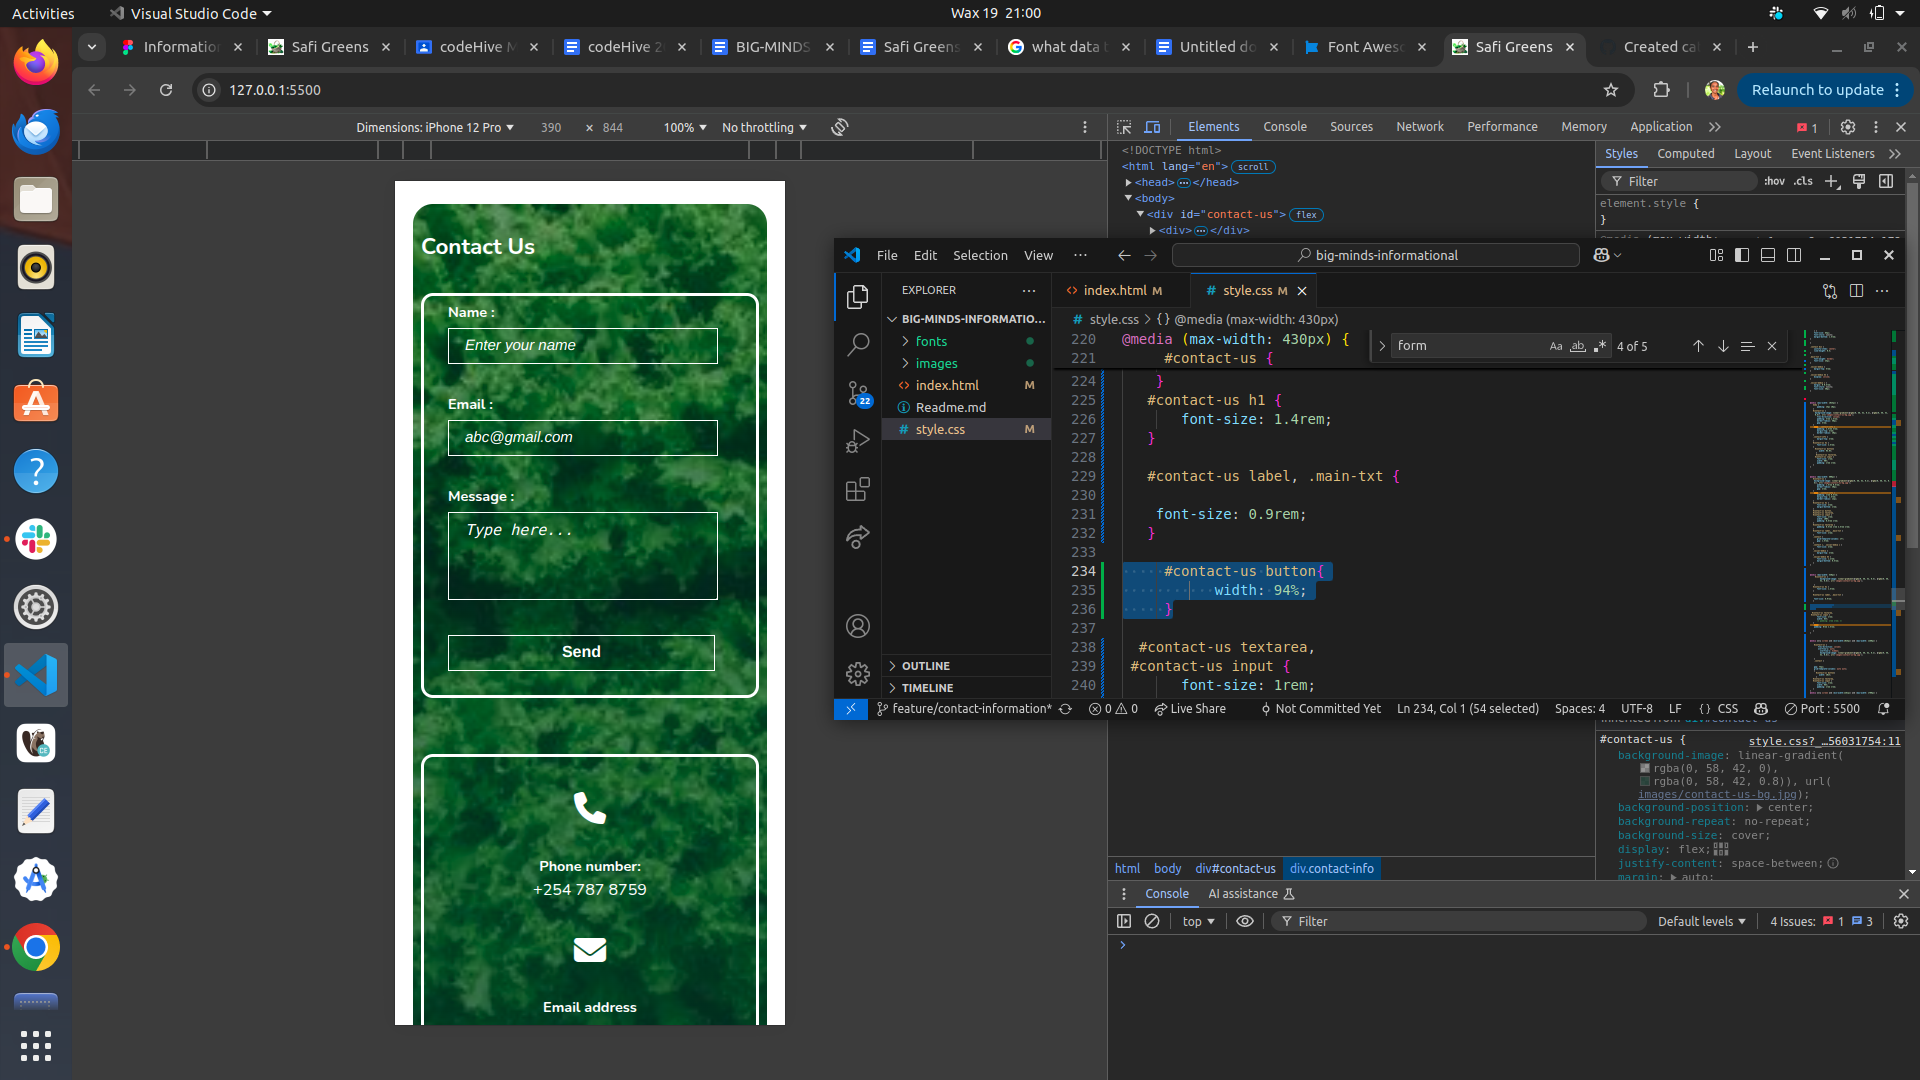 Activities
Visual Studio Code
Wax 19 21:00
Information
Safi Greens
codeHive M
codeHive 2
BIG-MINDS
Safi Greens
what data t
Untitled do
Font Aweso
Safi Greens
Created cat
127.0.0.1:5500
Relaunch to update
Dimensions: iPhone 12 Pro
390
×
844
100%
No throttling
Elements
Console
Sources
Network
Performance
Memory
Application
1
<!DOCTYPE html>
<html lang="en">
scroll
<head>
</head>
<body>
<div id="contact-us">
flex
<div>
</div>
Styles
Computed
Layout
Event Listeners
Filter
:hov
.cls
element.style {
}
Contact Us
Name :
Enter your name
Email :
abc@gmail.com
Message :
Type here...
Send
Phone number:
+254 787 8759
Email address
File
Edit
Selection
View
big-minds-informational
EXPLORER
BIG-MINDS-INFORMATIO...
fonts
images
index.html
M
Readme.md
style.css
M
OUTLINE
TIMELINE
index.html M
style.css M
style.css > {} @media (max-width: 430px)
form
Aa
ab
4 of 5
220 @media (max-width: 430px) {
221 #contact-us {
224 }
225 #contact-us h1 {
226 font-size: 1.4rem;
227 }
228
229 #contact-us label, .main-txt {
230
231 font-size: 0.9rem;
232 }
233
234 #contact-us button{
235 width: 94%;
236 }
237
238 #contact-us textarea,
239 #contact-us input {
240 font-size: 1rem;
22
feature/contact-information*
0
0
Live Share
Not Committed Yet
Ln 234, Col 1 (54 selected)
Spaces: 4
UTF-8
LF
{} CSS
Port : 5500
#contact-us {
style.css?_…56031754:11
background-image: linear-gradient(
rgba(0, 58, 42, 0),
rgba(0, 58, 42, 0.8)), url(
images/contact-us-bg.jpg);
background-position: center;
background-repeat: no-repeat;
background-size: cover;
display: flex;
justify-content: space-between;
margin: auto;
html
body
div#contact-us
div.contact-info
Console
AI assistance
top
Filter
Default levels
4 Issues:
1
3